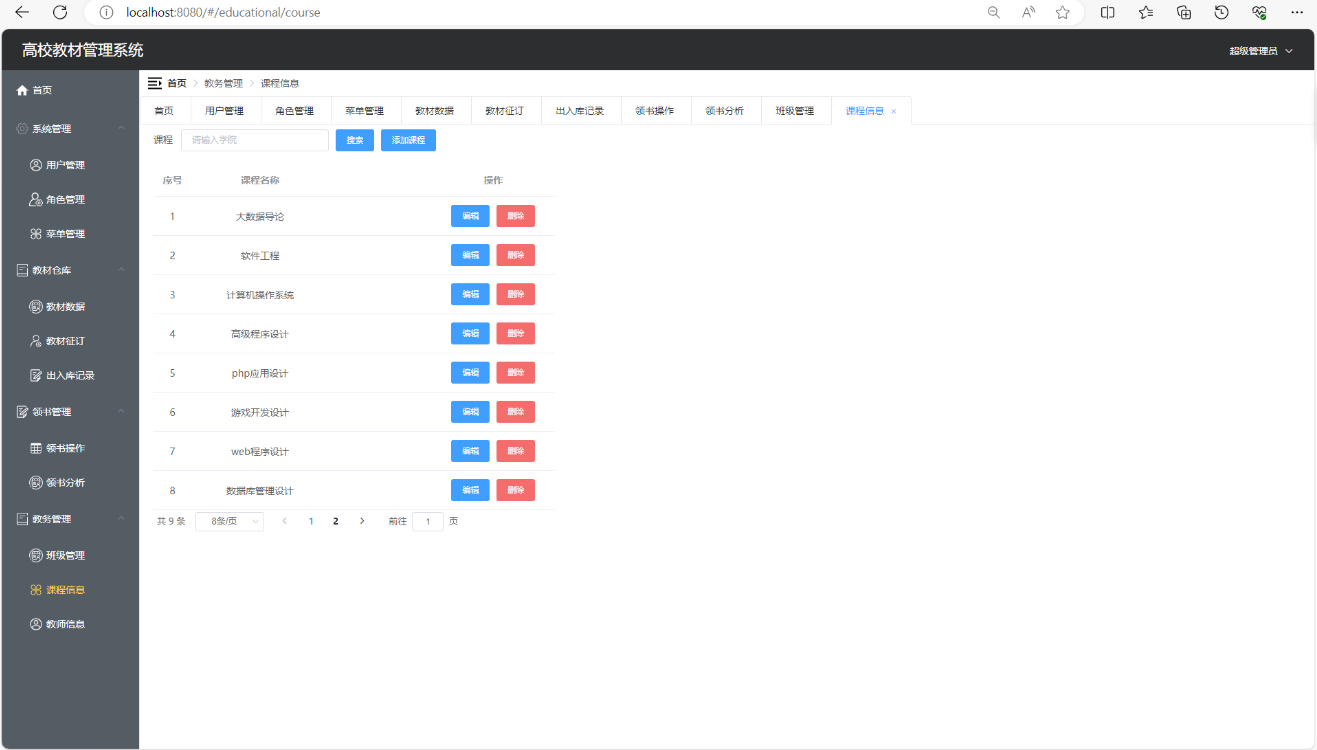 localhost:8080/#/educational/course
高校教材管理系统
超级管理员
首页
系统管理
用户管理
角色管理
菜单管理
教材仓库
教材数据
教材征订
出入库记录
领书管理
领书操作
领书分析
教务管理
班级管理
课程信息
教师信息
首页 > 教务管理 > 课程信息
首页 用户管理 角色管理 菜单管理 教材数据 教材征订 出入库记录 领书操作 领书分析 班级管理 课程信息 ×
课程 请输入学院 搜索 添加课程
序号 课程名称 操作
1 大数据导论 编辑 删除
2 软件工程 编辑 删除
3 计算机操作系统 编辑 删除
4 高级程序设计 编辑 删除
5 php应用设计 编辑 删除
6 游戏开发设计 编辑 删除
7 web程序设计 编辑 删除
8 数据库管理设计 编辑 删除
共 9 条 8条/页 < 1 2 > 前往 1 页